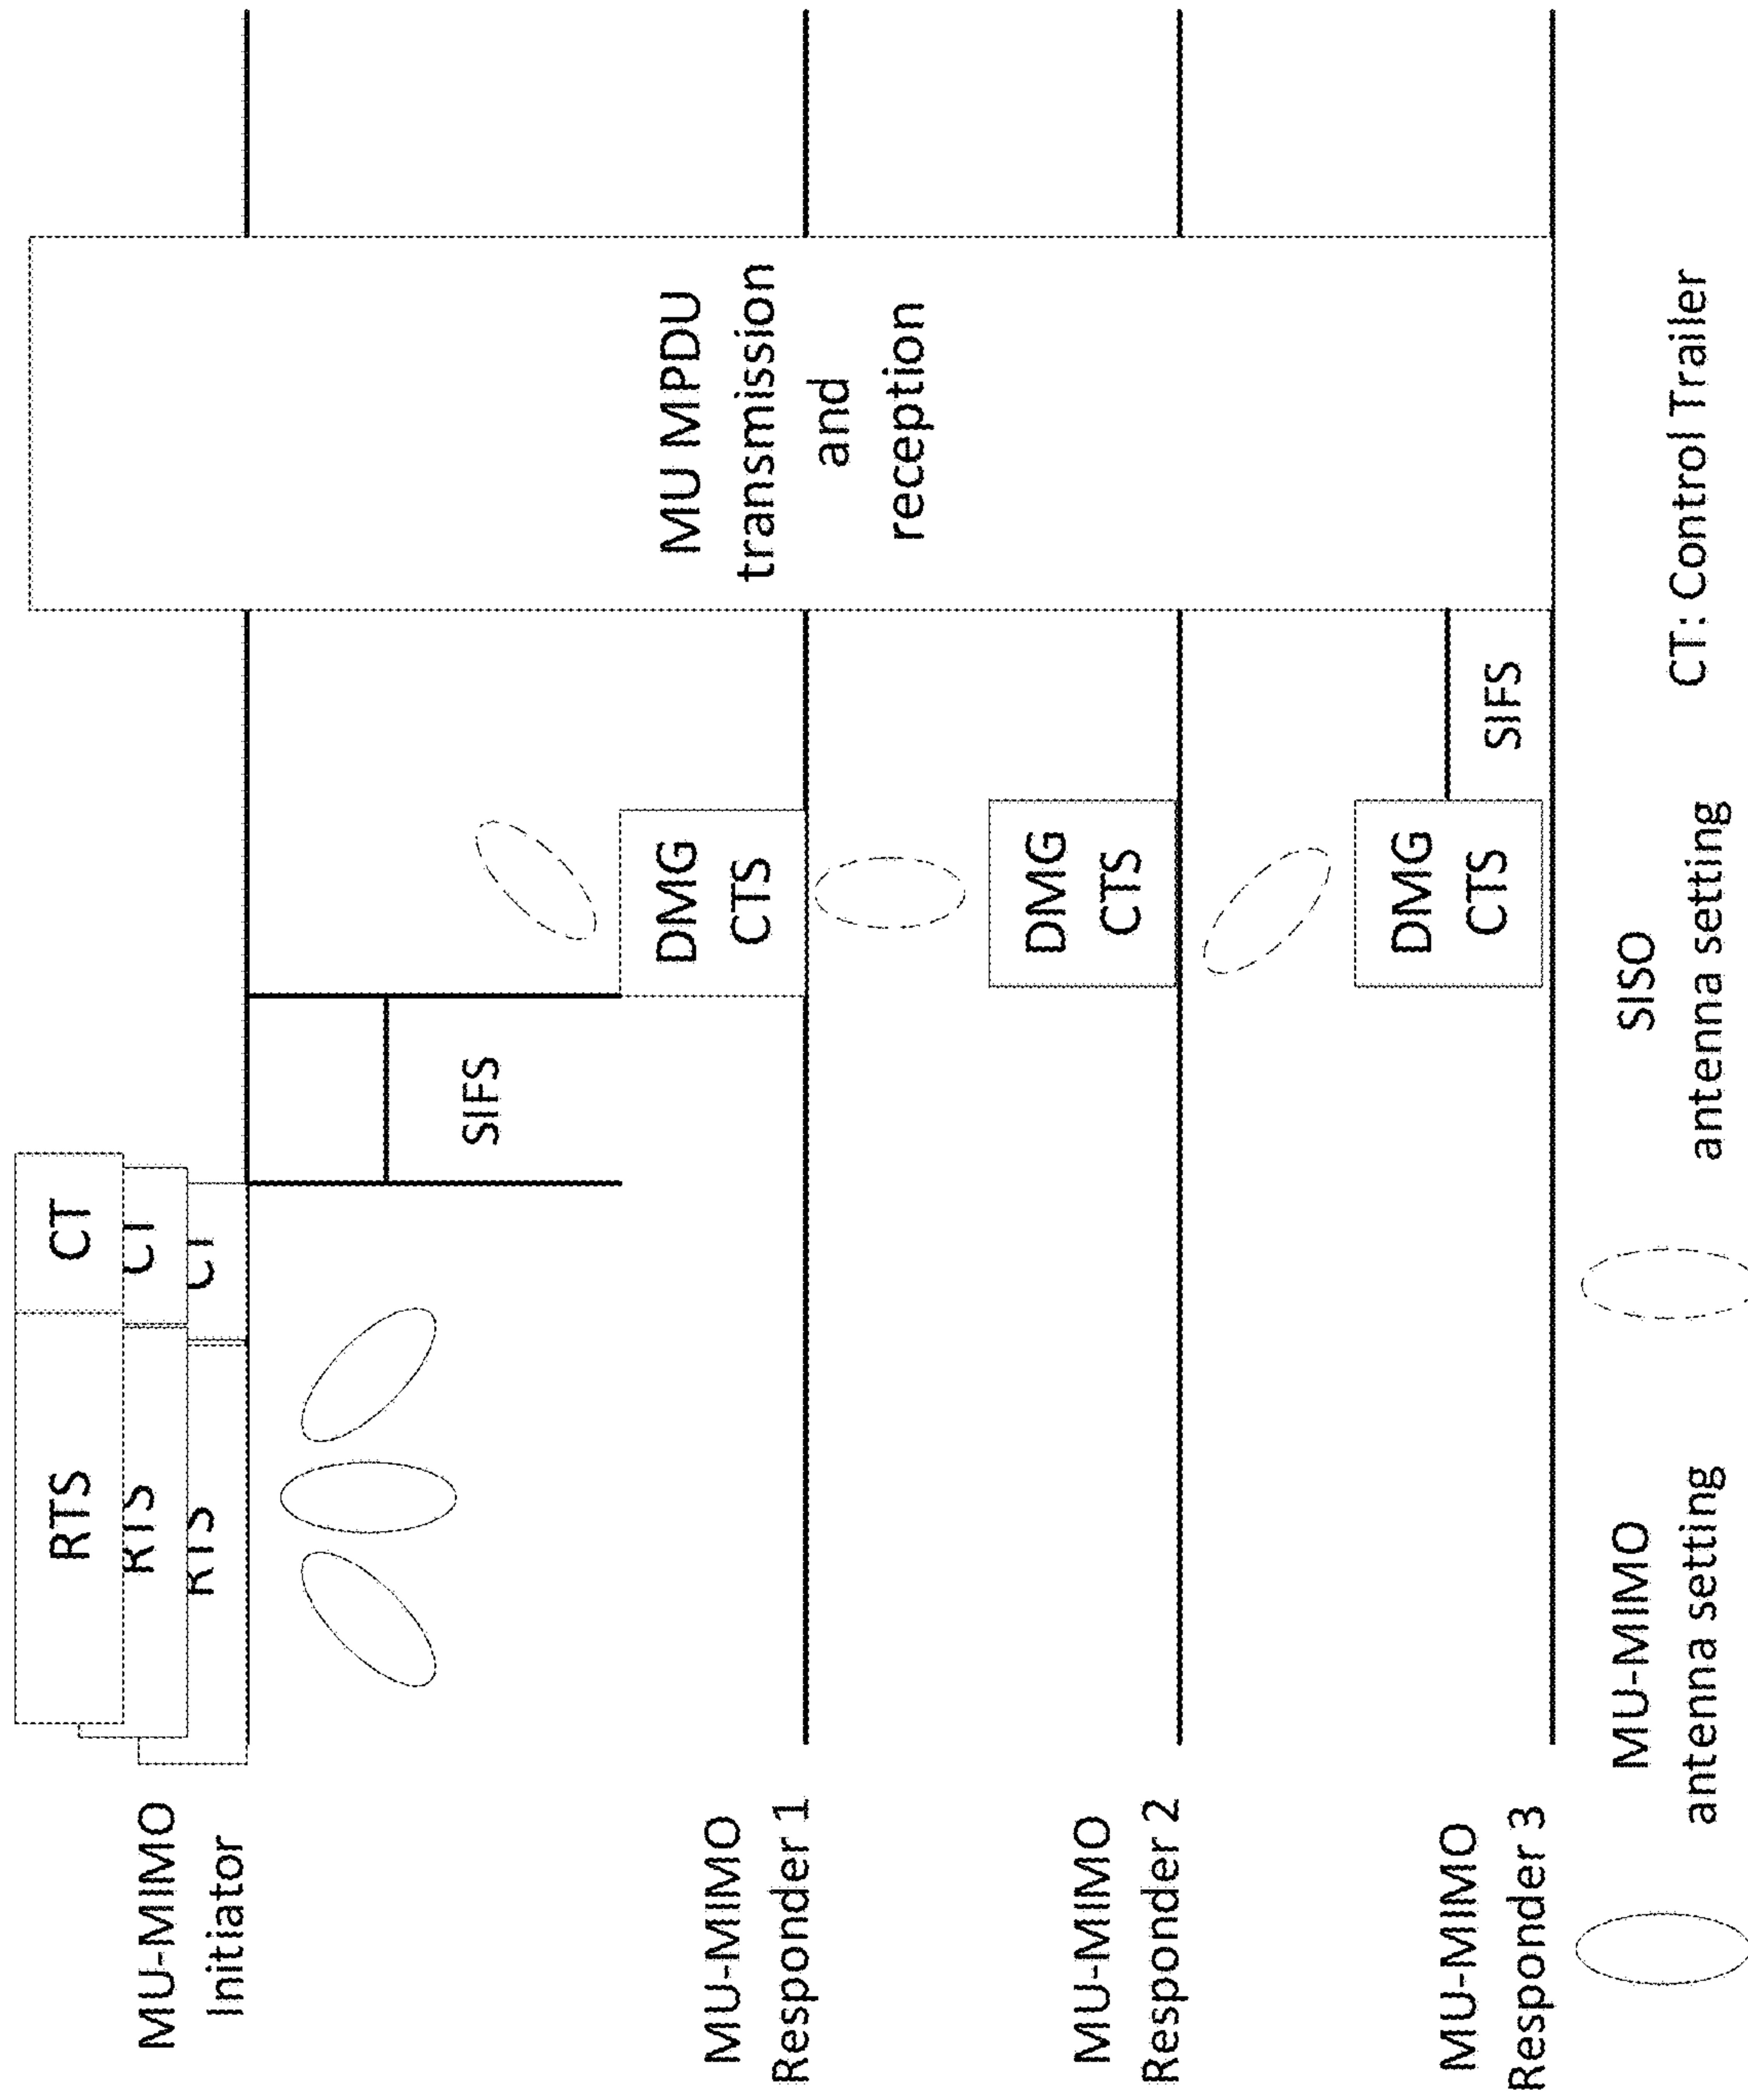 MU-MIMO
Initiator
RTS
CT
RTS
CT
RTS
CT
SIFS
MU-MIMO
Responder 1
DMG
CTS
MU MPDU
transmission
and
reception
MU-MIMO
Responder 2
DMG
CTS
MU-MIMO
Responder 3
DMG
CTS
SIFS
MU-MIMO
antenna setting
SISO
antenna setting
CT: Control Trailer